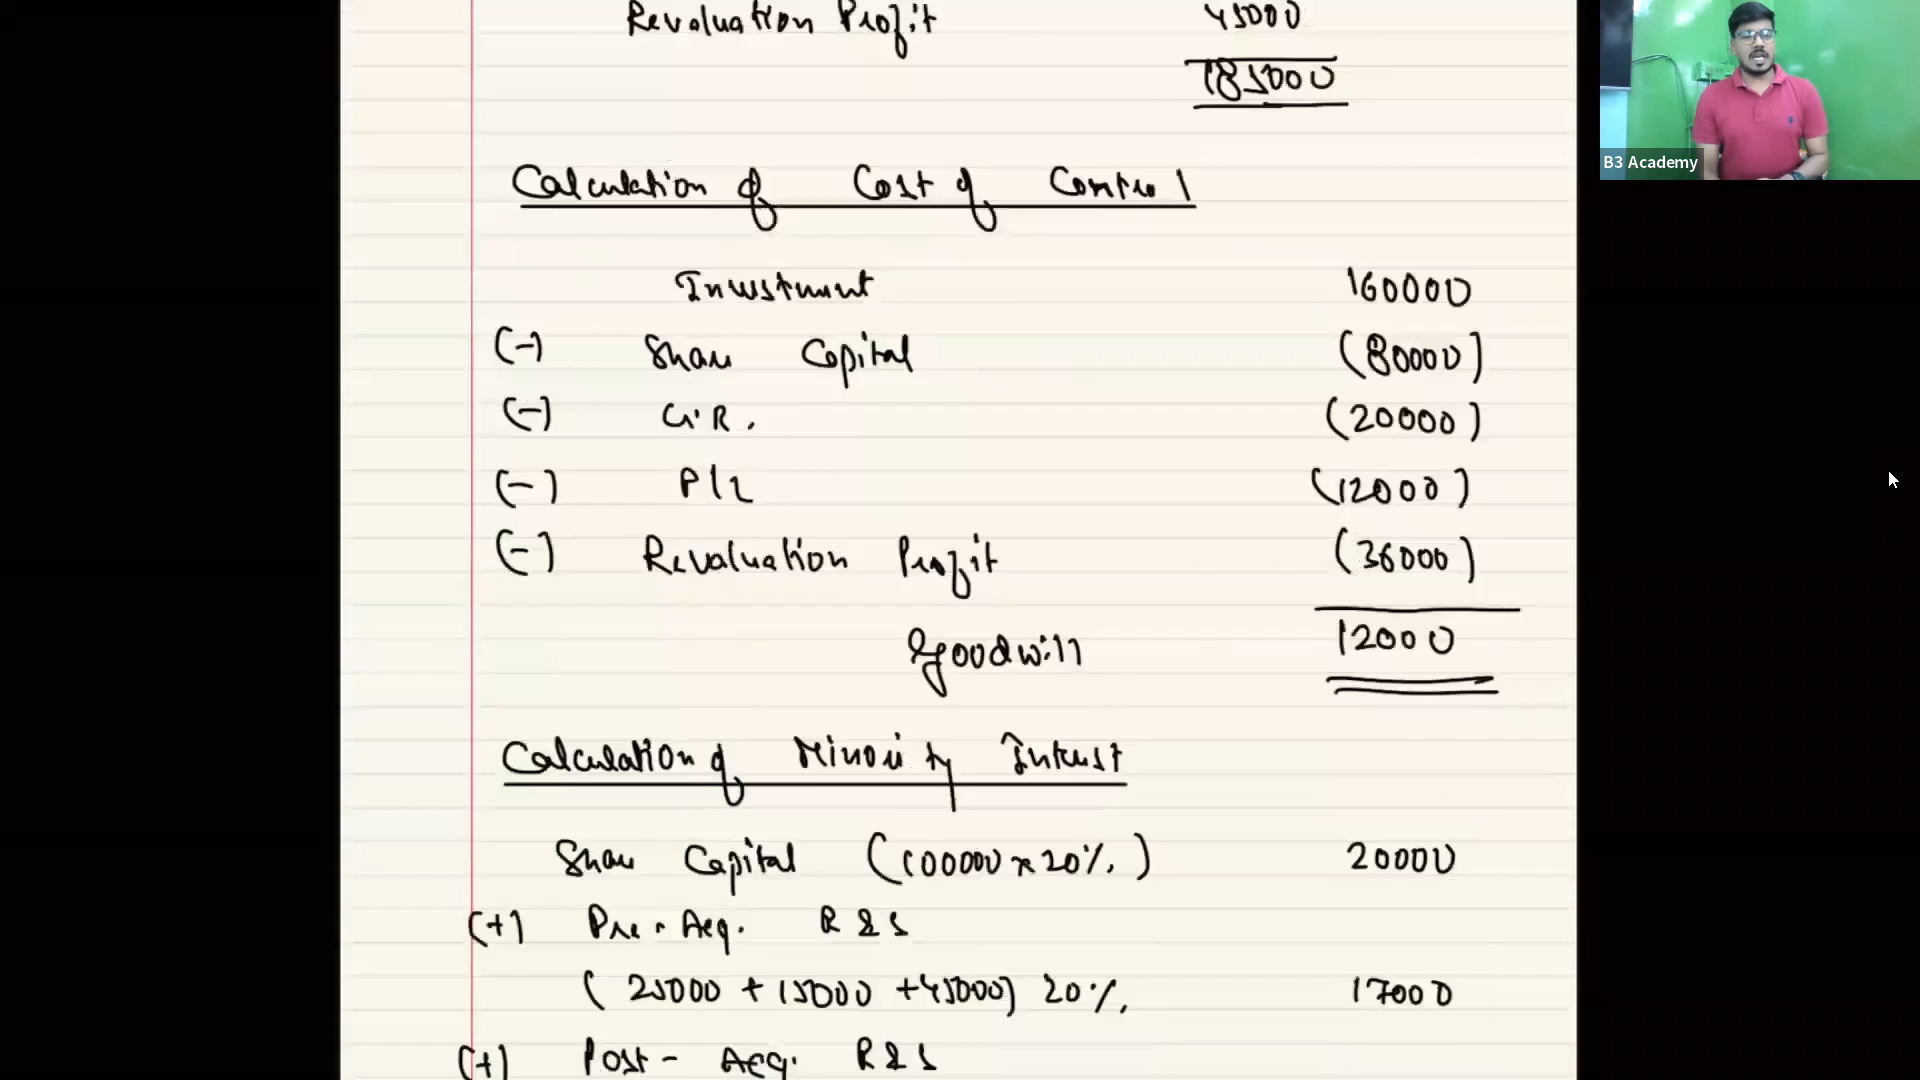 Revaluation Profit 45000
185000
B3 Academy
Calculation of Cost of Control
Investment 160000
(-) Share Capital (80000)
(-) G.R. (20000)
(-) P/L (12000)
(-) Revaluation Profit (36000)
Goodwill 12000
Calculation of Minority Interest
Share Capital (100000 x 20%) 20000
(+) Pre-Acq. R & S
(25000 + 15000 + 45000) 20% 17000
(+) Post- Acq. R & S